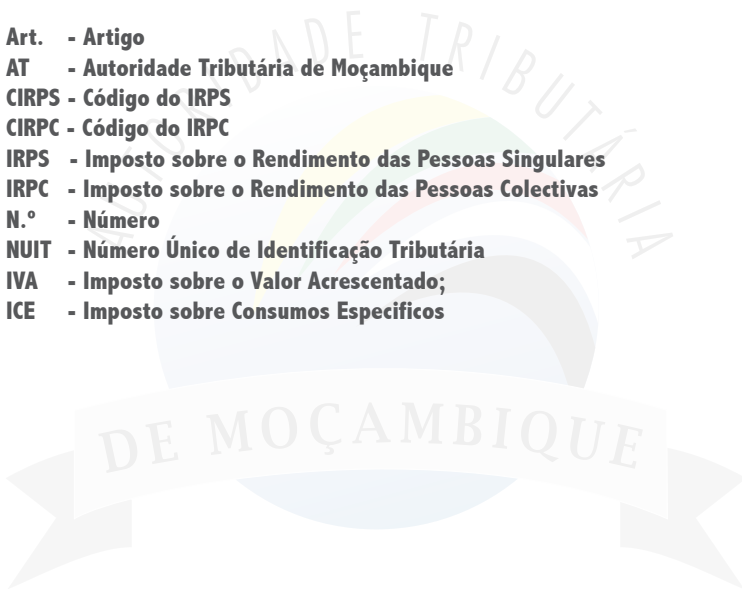 Art. - Artigo
AT - Autoridade Tributária de Moçambique
CIRPS - Código do IRPS
CIRPC - Código do IRPC
IRPS - Imposto sobre o Rendimento das Pessoas Singulares
IRPC - Imposto sobre o Rendimento das Pessoas Colectivas
N.º - Número
NUIT - Número Único de Identificação Tributária
IVA - Imposto sobre o Valor Acrescentado;
ICE - Imposto sobre Consumos Especificos
AUTORIDADE TRIBUTÁRIA
DE MOÇAMBIQUE